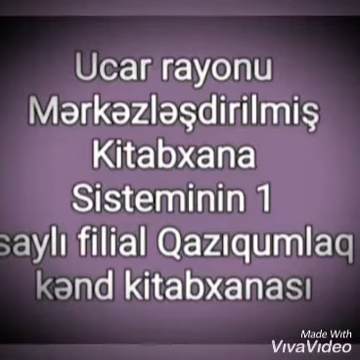 Ucar rayonu
Mərkəzləşdirilmiş
Kitabxana
Sisteminin 1
saylı filial Qazıqumlaq
kənd kitabxanası
Made With
VivaVideo